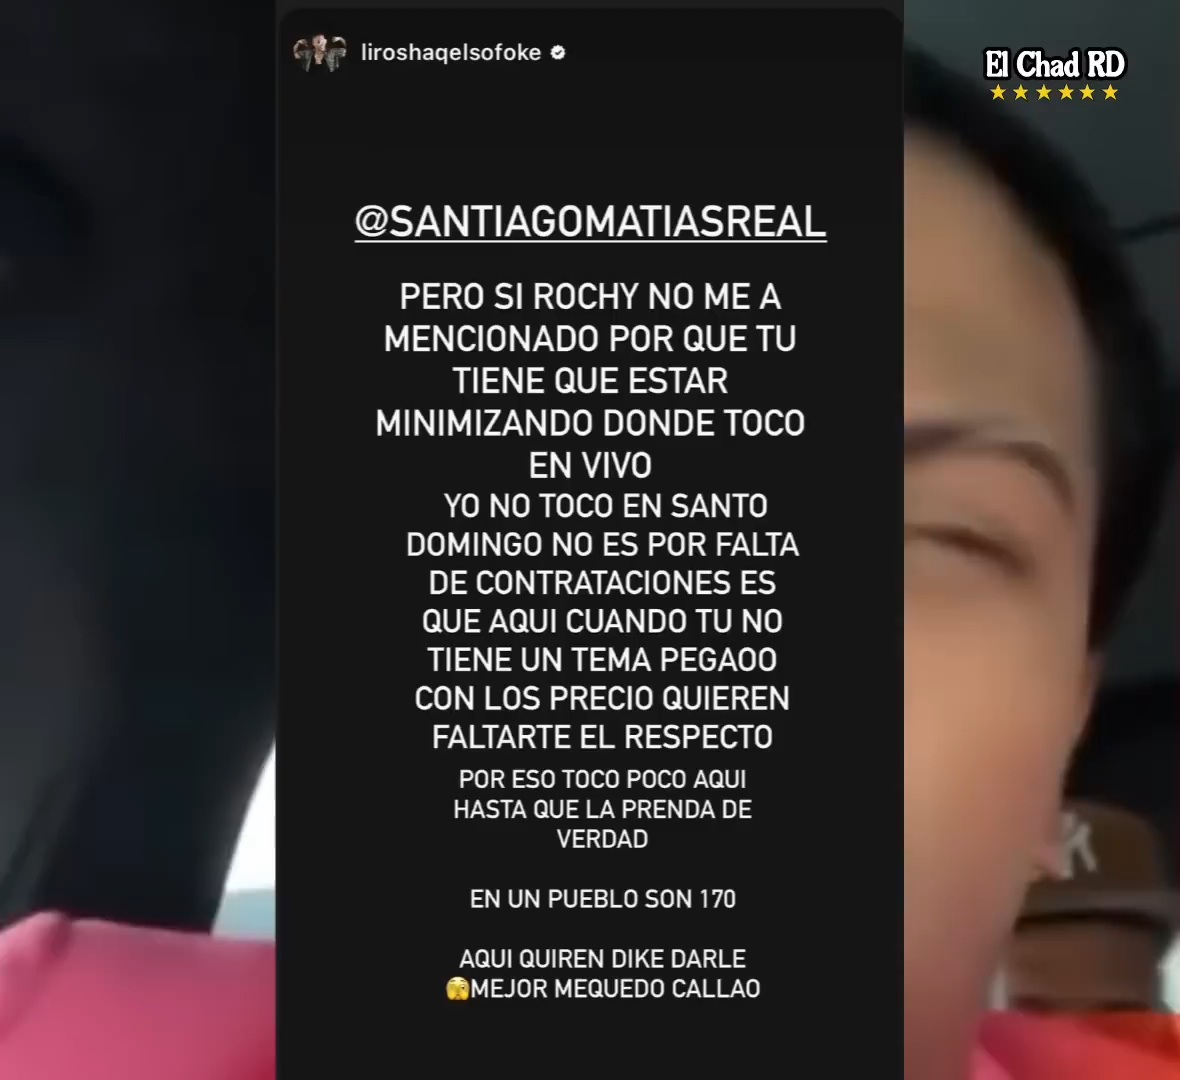 liroshaqelsofoke
El Chad RD
@SANTIAGOMATIASREAL
PERO SI ROCHY NO ME A
MENCIONADO POR QUE TU
TIENE QUE ESTAR
MINIMIZANDO DONDE TOCO
EN VIVO
YO NO TOCO EN SANTO
DOMINGO NO ES POR FALTA
DE CONTRATACIONES ES
QUE AQUI CUANDO TU NO
TIENE UN TEMA PEGAOO
CON LOS PRECIO QUIEREN
FALTARTE EL RESPECTO
POR ESO TOCO POCO AQUI
HASTA QUE LA PRENDA DE
VERDAD
EN UN PUEBLO SON 170
AQUI QUIREN DIKE DARLE
🫣MEJOR MEQUEDO CALLAO